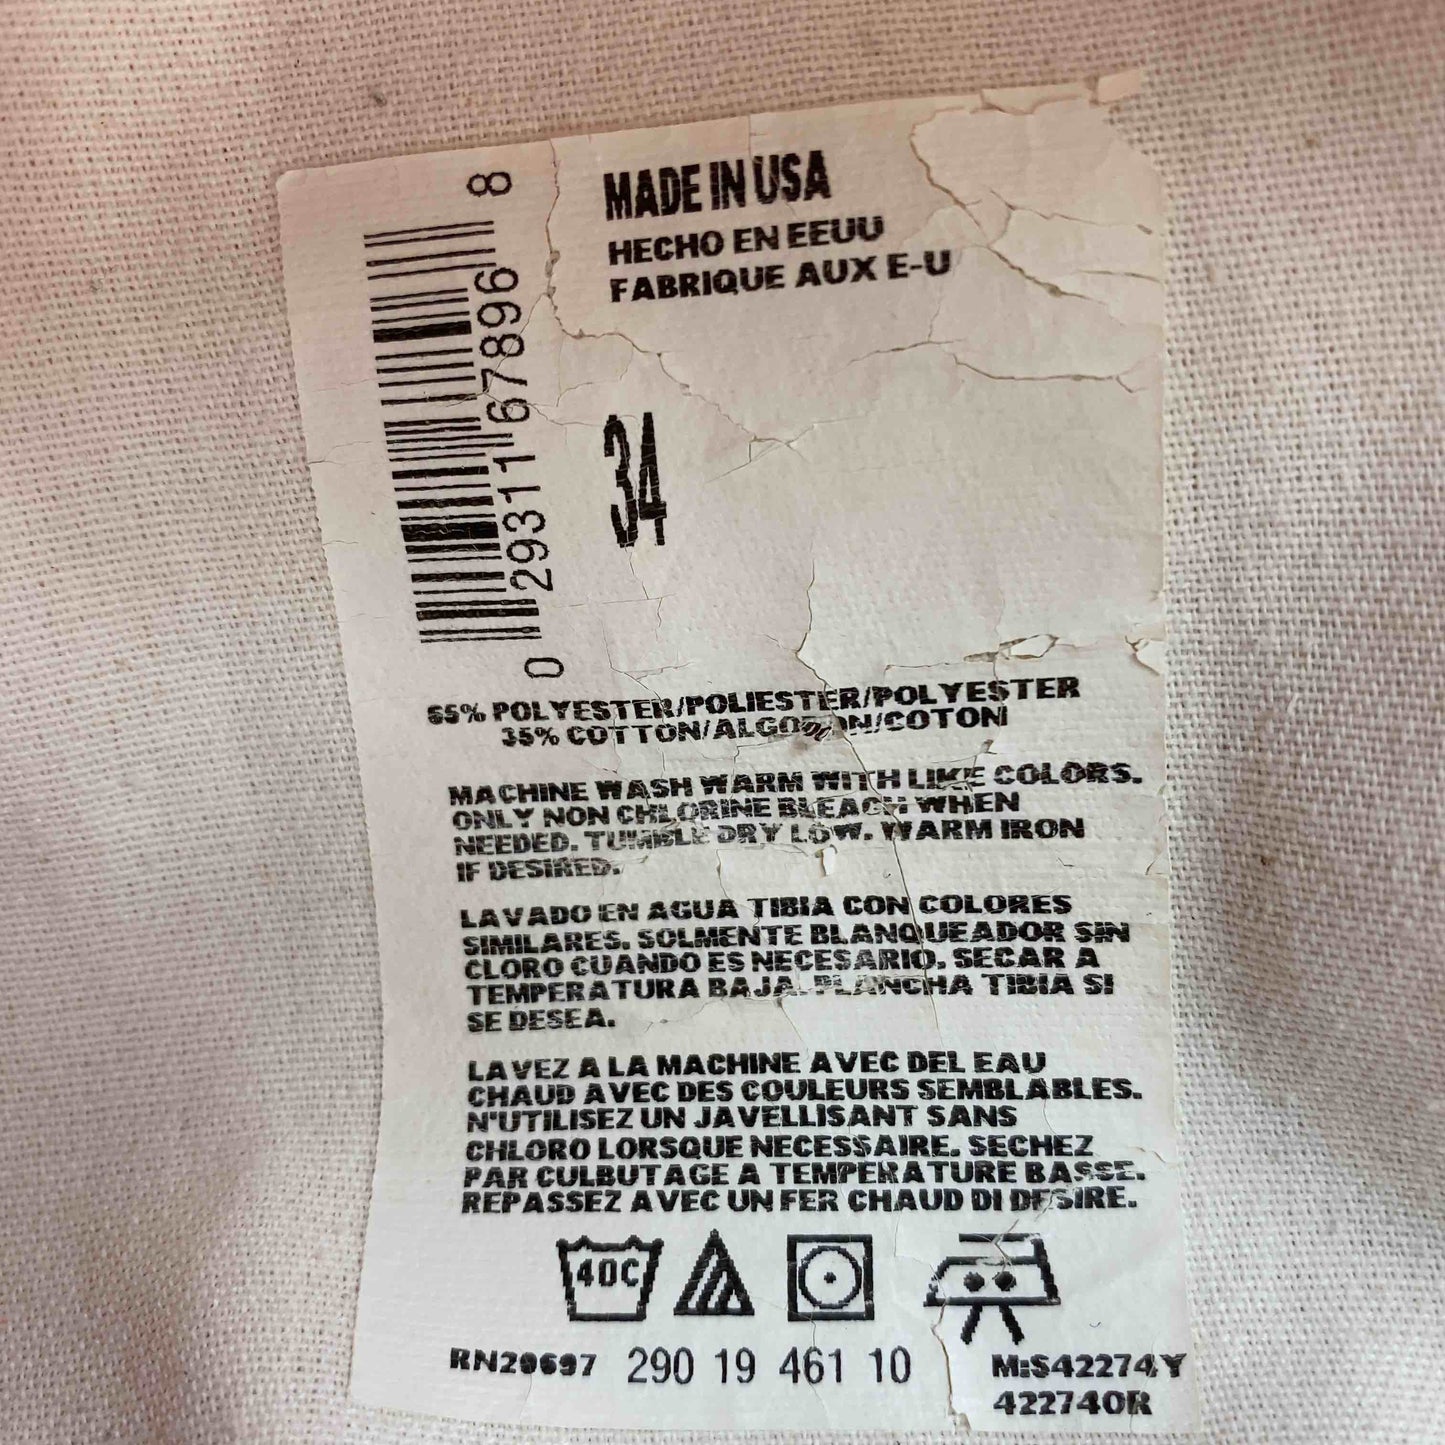 MADE IN USA
HECHO EN EEUU
FABRIQUE AUX E-U
0 29311 67896 8
34
65% POLYESTER/POLIESTER/POLYESTER
35% COTTON/ALGODON/COTON
MACHINE WASH WARM WITH LIKE COLORS.
ONLY NON CHLORINE BLEACH WHEN
NEEDED. TUMBLE DRY LOW. WARM IRON
IF DESIRED.
LAVADO EN AGUA TIBIA CON COLORES
SIMILARES. SOLMENTE BLANQUEADOR SIN
CLORO CUANDO ES NECESARIO. SECAR A
TEMPERATURA BAJA. PLANCHA TIBIA SI
SE DESEA.
LAVEZ A LA MACHINE AVEC DEL EAU
CHAUD AVEC DES COULEURS SEMBLABLES.
N'UTILISEZ UN JAVELLISANT SANS
CHLORO LORSQUE NECESSAIRE. SECHEZ
PAR CULBUTAGE A TEMPERATURE BASSE.
REPASSEZ AVEC UN FER CHAUD DI DESIRE.
40C
RN20697 290 19 461 10 M:S42274Y
42274OR